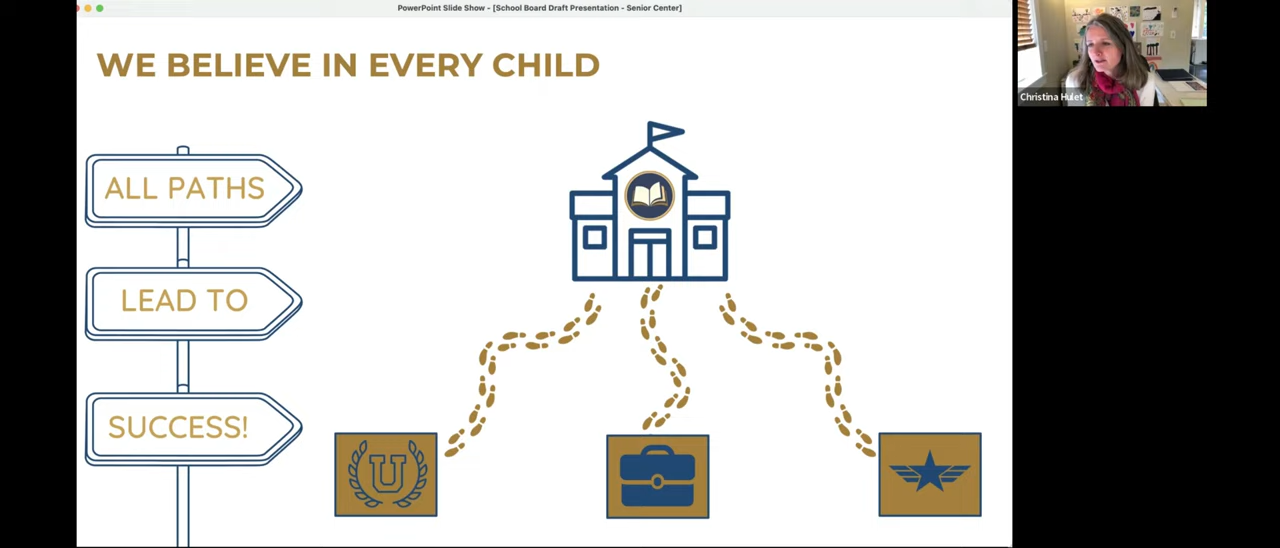 PowerPoint Slide Show - [School Board Draft Presentation - Senior Center]
WE BELIEVE IN EVERY CHILD
ALL PATHS
LEAD TO
SUCCESS!
U
Christina Hulet